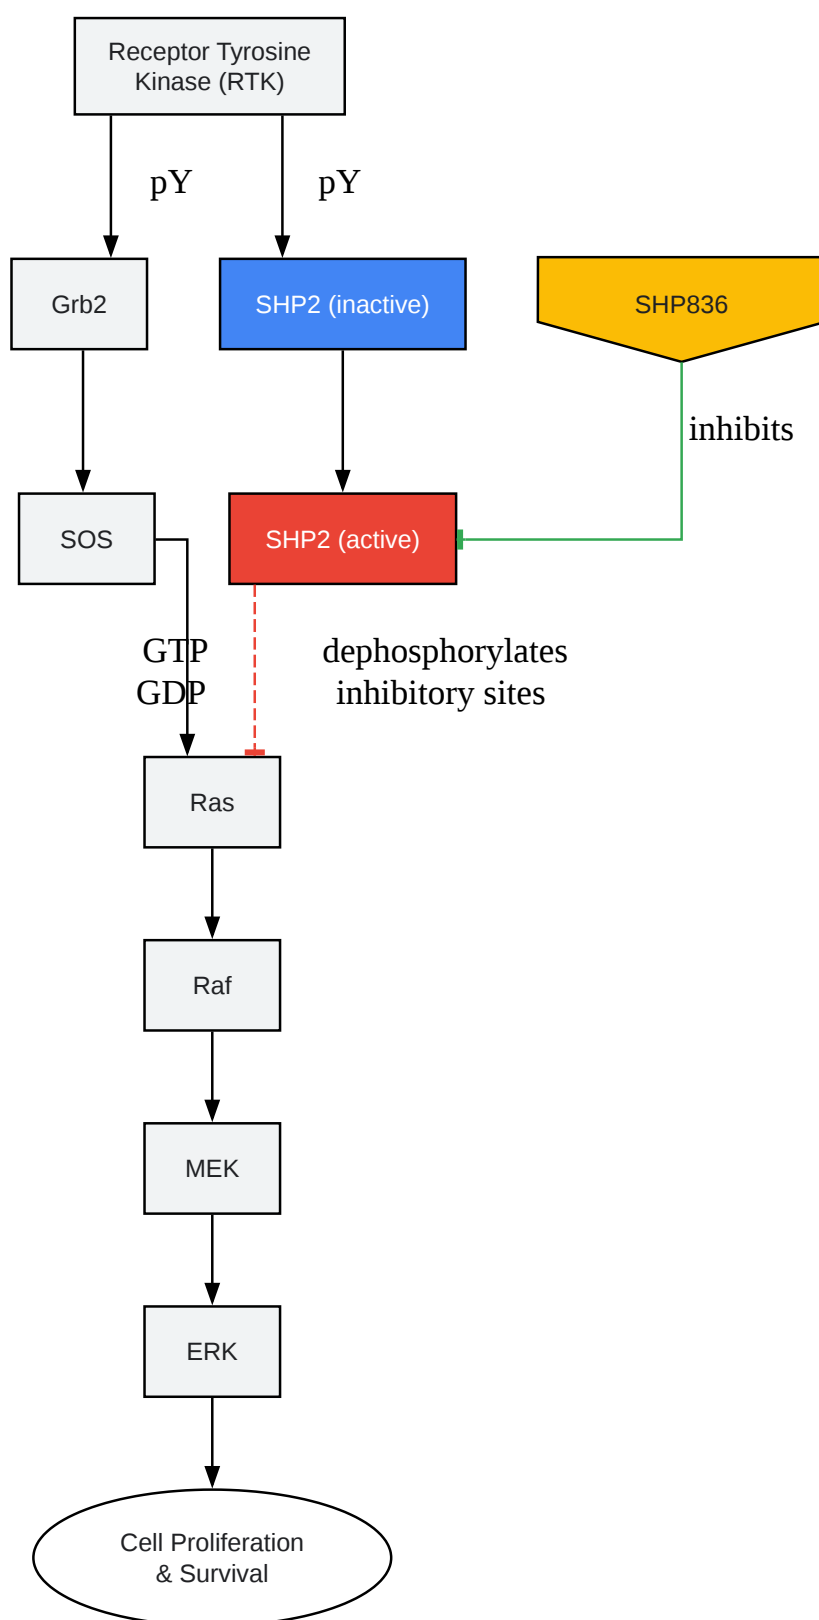 Receptor Tyrosine
Kinase (RTK)
pY
pY
Grb2
SHP2 (inactive)
SHP836
inhibits
SOS
SHP2 (active)
GTP
GDP
dephosphorylates
inhibitory sites
Ras
Raf
MEK
ERK
Cell Proliferation
& Survival